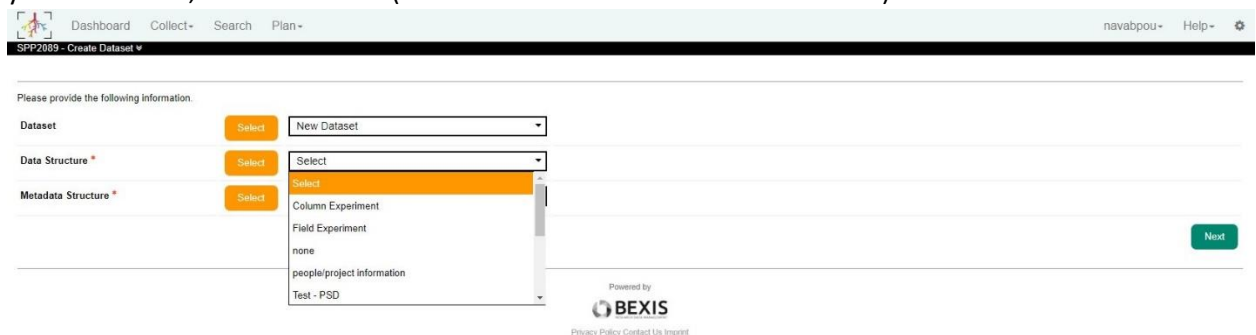 Dashboard Collect Search Plan navabpou Help
SPP2089 - Create Dataset
Please provide the following information.
Dataset Select New Dataset
Data Structure * Select Select
Select
Metadata Structure * Select
Column Experiment
Field Experiment
none
Next
people/project information
Test - PSD
Powered by
BEXIS
Privacy Policy Contact Us Imprint